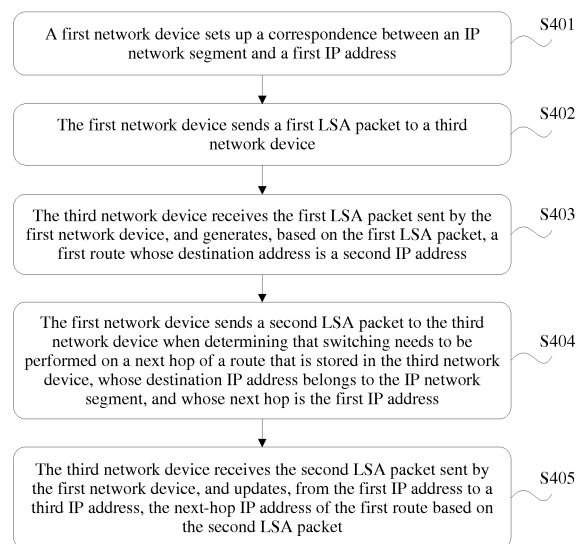 A first network device sets up a correspondence between an IP
network segment and a first IP address
S401
The first network device sends a first LSA packet to a third
network device
S402
The third network device receives the first LSA packet sent by the
first network device, and generates, based on the first LSA packet, a
first route whose destination address is a second IP address
S403
The first network device sends a second LSA packet to the third
network device when determining that switching needs to be
performed on a next hop of a route that is stored in the third network
device, whose destination IP address belongs to the IP network
segment, and whose next hop is the first IP address
S404
The third network device receives the second LSA packet sent by
the first network device, and updates, from the first IP address to a
third IP address, the next-hop IP address of the first route based on
the second LSA packet
S405